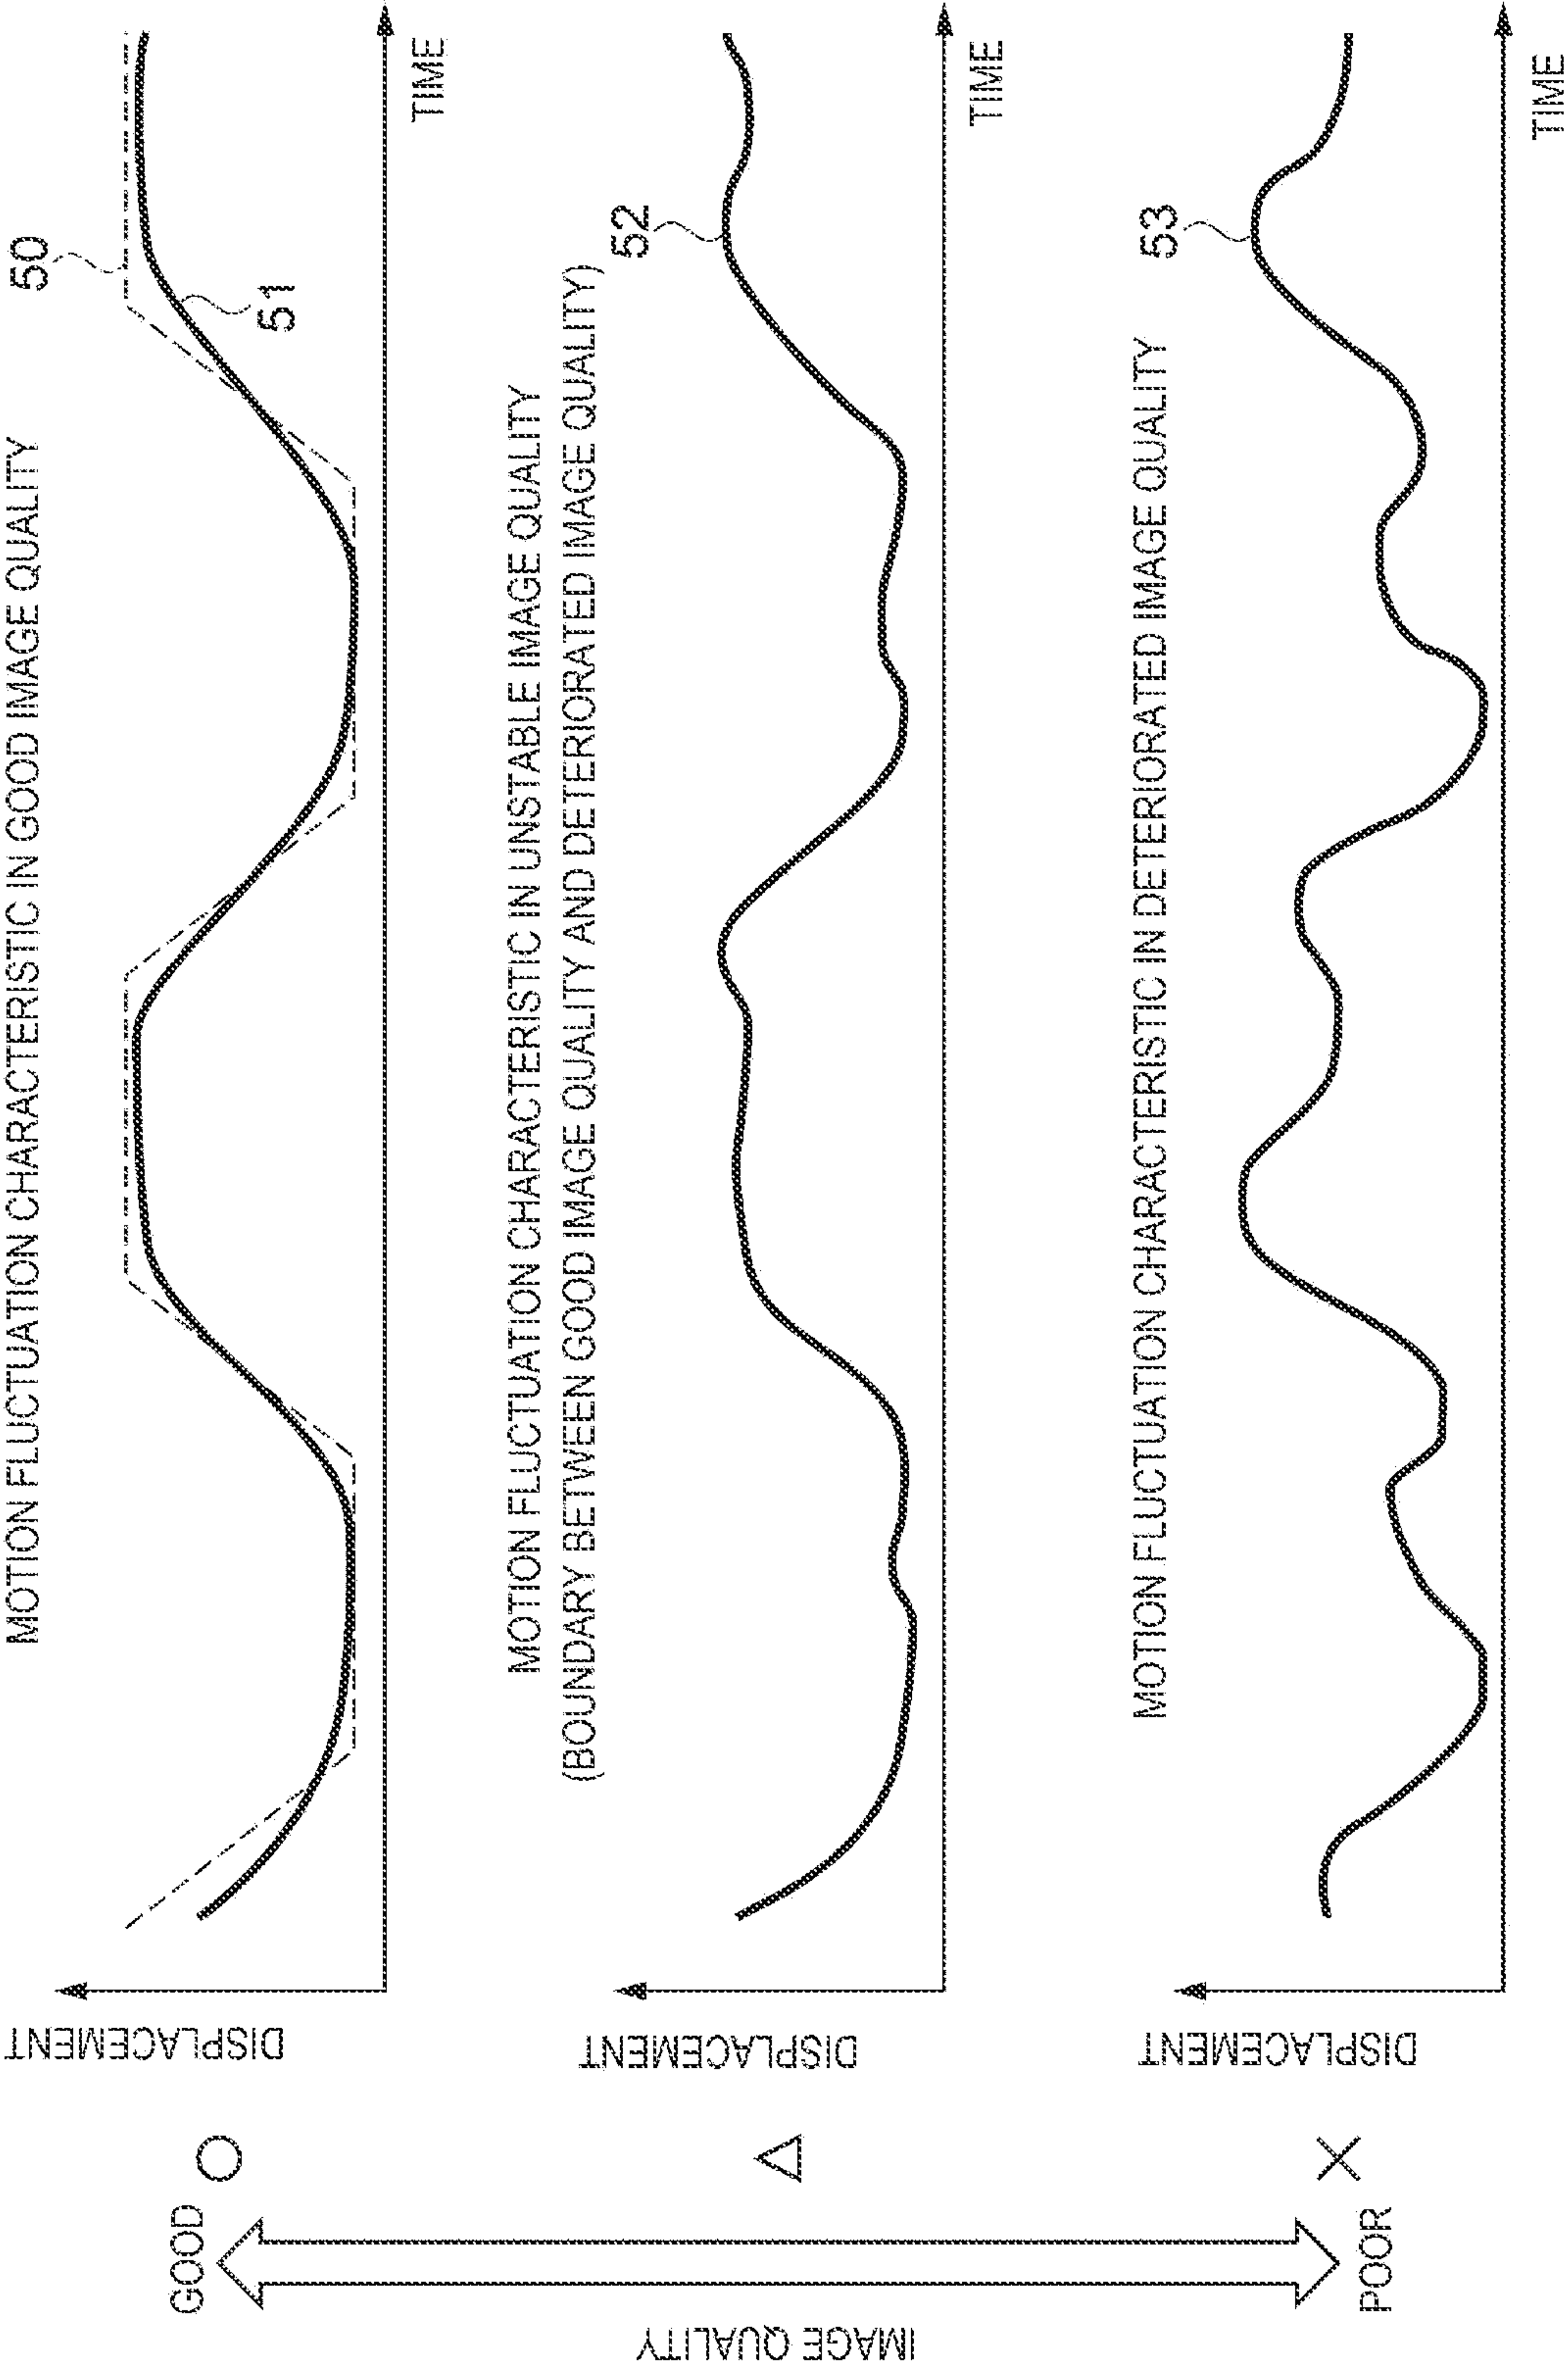 IMAGE QUALITY
GOOD
POOR
MOTION FLUCTUATION CHARACTERISTIC IN GOOD IMAGE QUALITY
50
51
DISPLACEMENT
TIME
MOTION FLUCTUATION CHARACTERISTIC IN UNSTABLE IMAGE QUALITY
(BOUNDARY BETWEEN GOOD IMAGE QUALITY AND DETERIORATED IMAGE QUALITY)
52
DISPLACEMENT
TIME
MOTION FLUCTUATION CHARACTERISTIC IN DETERIORATED IMAGE QUALITY
53
DISPLACEMENT
TIME